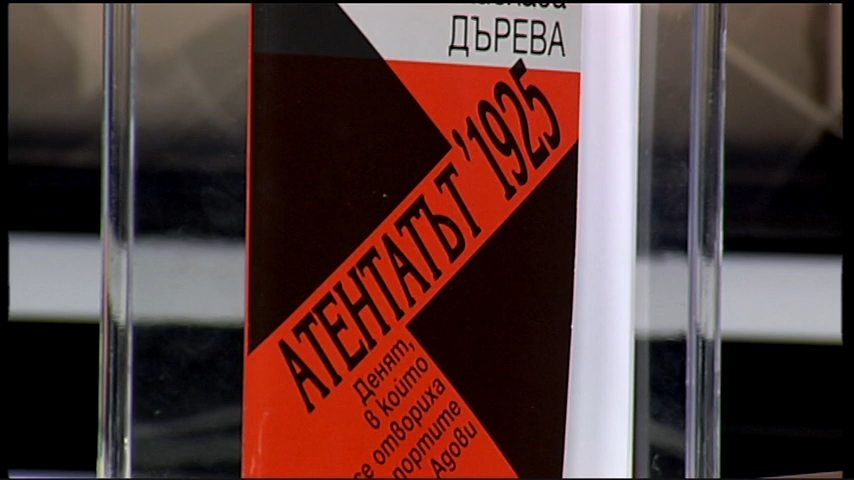 ДЪРЕВА
АТЕНТАТЪТ '1925
Денят,
в който
се отвориха
портите
Адови